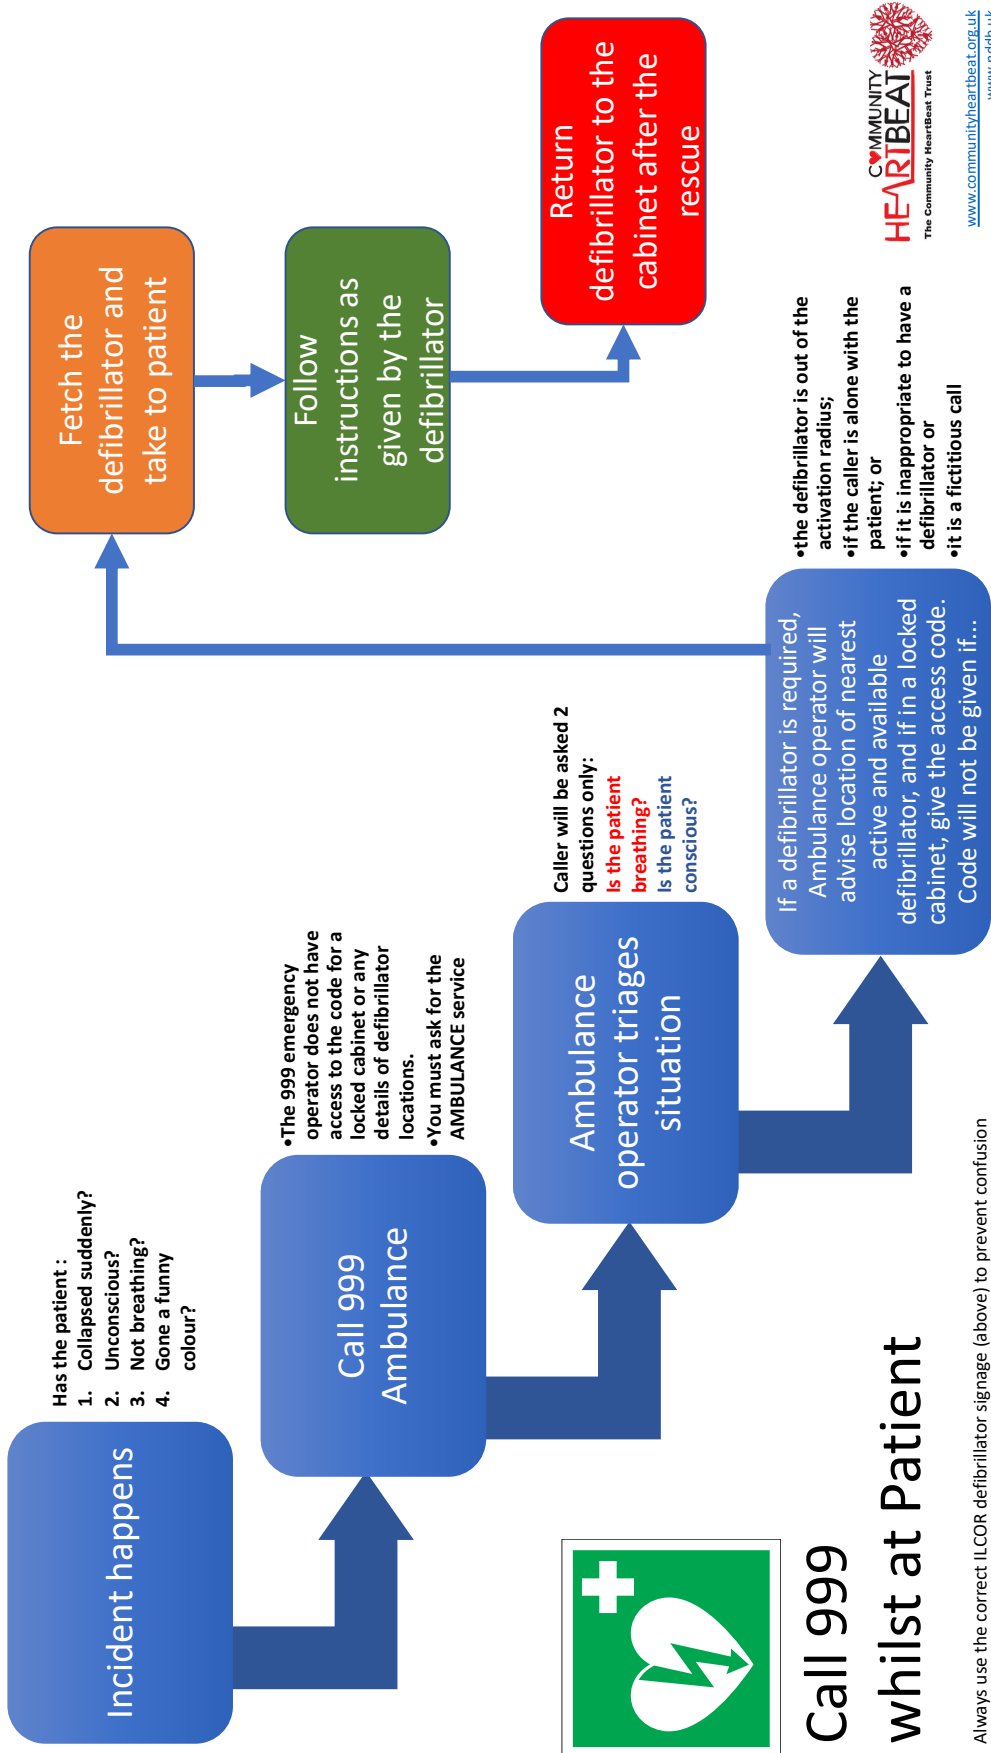 Incident happens
Has the patient :
1. Collapsed suddenly?
2. Unconscious?
3. Not breathing?
4. Gone a funny
colour?
Call 999
Ambulance
•The 999 emergency
operator does not have
access to the code for a
locked cabinet or any
details of defibrillator
locations.
•You must ask for the
AMBULANCE service
Ambulance
operator triages
situation
Caller will be asked 2
questions only:
Is the patient
breathing?
Is the patient
conscious?
If a defibrillator is required,
Ambulance operator will
advise location of nearest
active and available
defibrillator, and if in a locked
cabinet, give the access code.
Code will not be given if...
•the defibrillator is out of the
activation radius;
•if the caller is alone with the
patient; or
•if it is inappropriate to have a
defibrillator or
•it is a fictitious call
Fetch the
defibrillator and
take to patient
Follow
instructions as
given by the
defibrillator
Return
defibrillator to the
cabinet after the
rescue
Call 999
whilst at Patient
Always use the correct ILCOR defibrillator signage (above) to prevent confusion
COMMUNITY
HEARTBEAT
The Community HeartBeat Trust
www.communityheartbeat.org.uk
www.nddb.uk